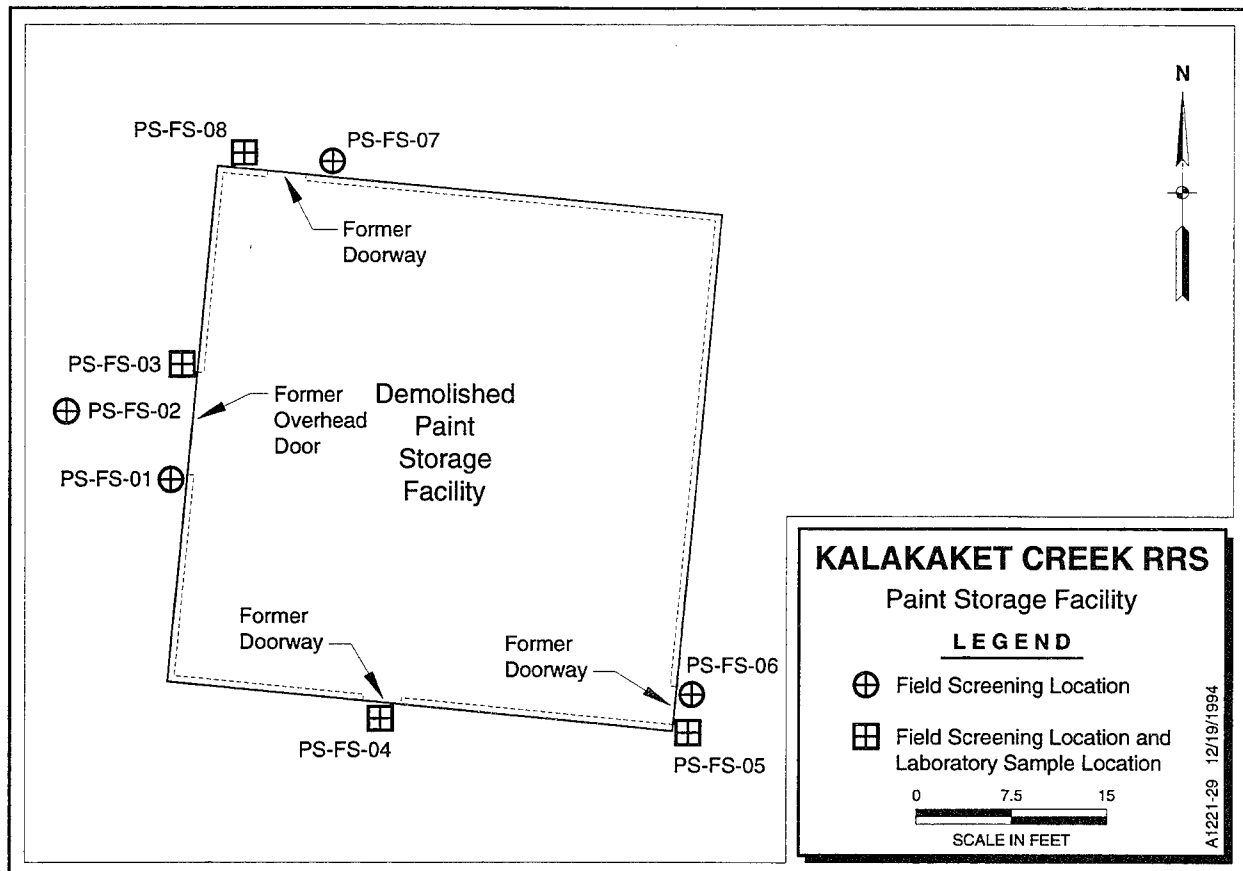 N
PS-FS-08
PS-FS-07
Former
Doorway
PS-FS-03
PS-FS-02
PS-FS-01
Former
Overhead
Door
Demolished
Paint
Storage
Facility
Former
Doorway
Former
Doorway
PS-FS-06
PS-FS-04
PS-FS-05
KALAKAKET CREEK RRS
Paint Storage Facility
LEGEND
Field Screening Location
Field Screening Location and
Laboratory Sample Location
0 7.5 15
SCALE IN FEET
A1221-29 12/19/1994